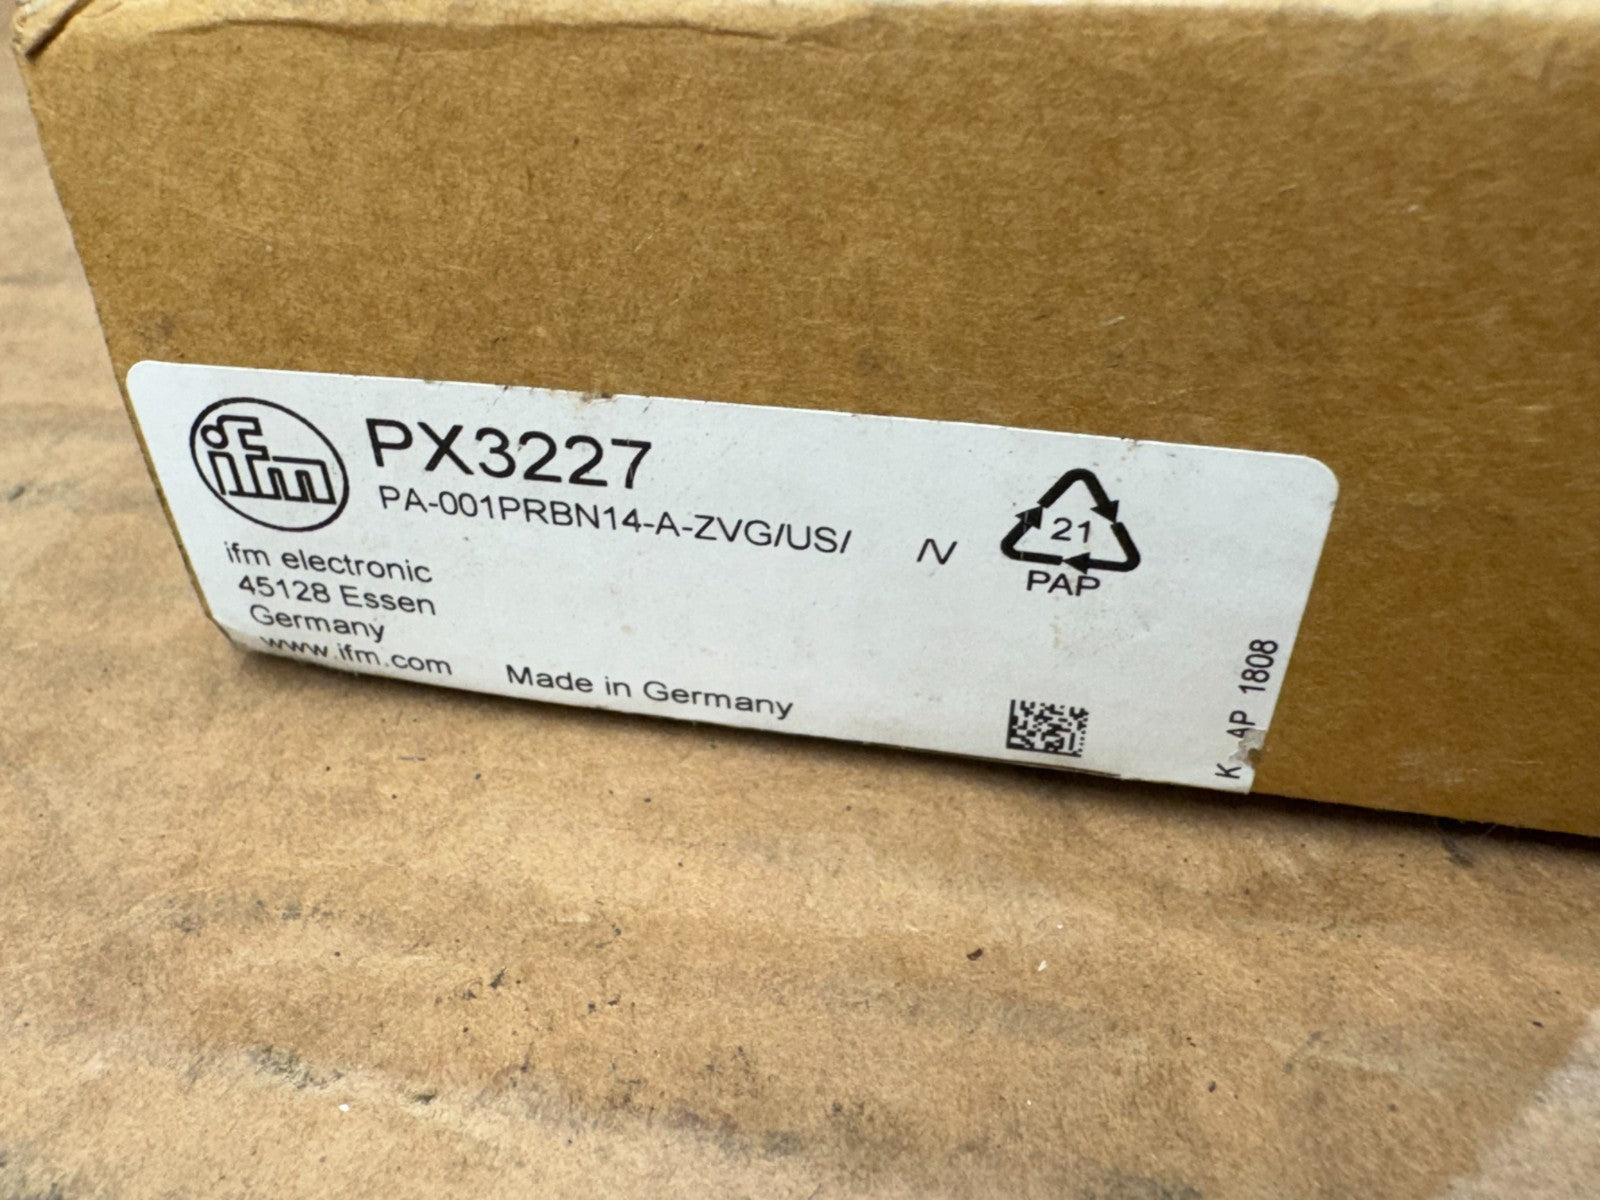 ifm
PX3227
PA-001PRBN14-A-ZVG/US/ /V
21
PAP
ifm electronic
45128 Essen
Germany
www.ifm.com
Made in Germany
K 4P 1808